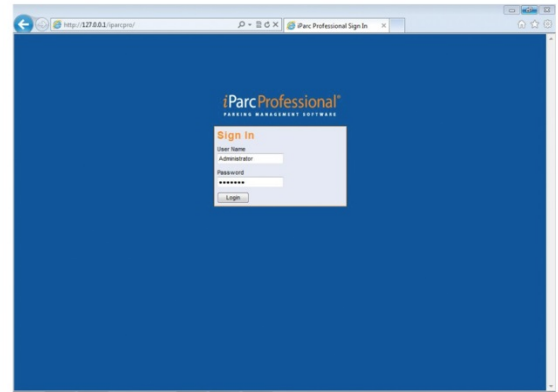 http://127.0.0.1/iparcpro/
iParc Professional Sign In
iParc Professional®
PARKING MANAGEMENT SOFTWARE
Sign In
User Name
Administrator
Password
•••••••
Login